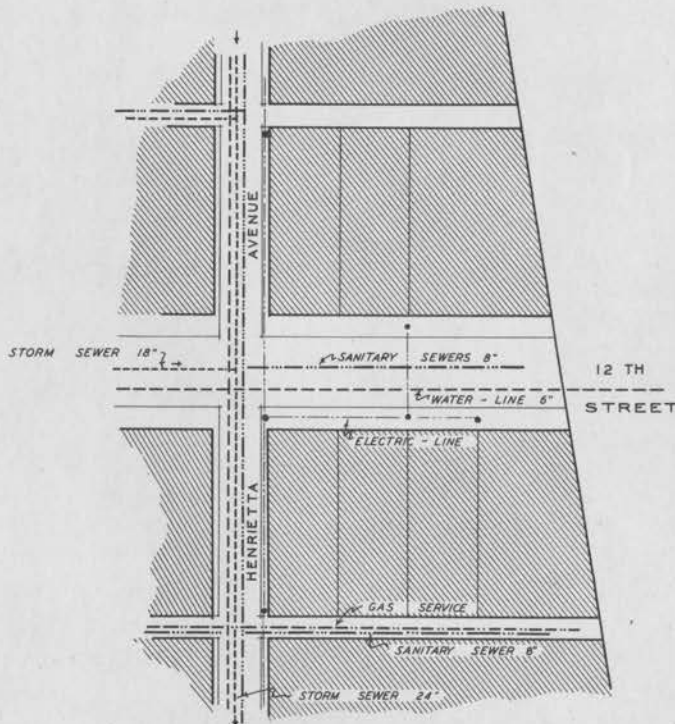 AVENUE
STORM SEWER 18"
SANITARY SEWERS 8"
12 TH
WATER - LINE 6"
STREET
ELECTRIC - LINE
HENRIETTA
GAS SERVICE
SANITARY SEWER 8"
STORM SEWER 24"